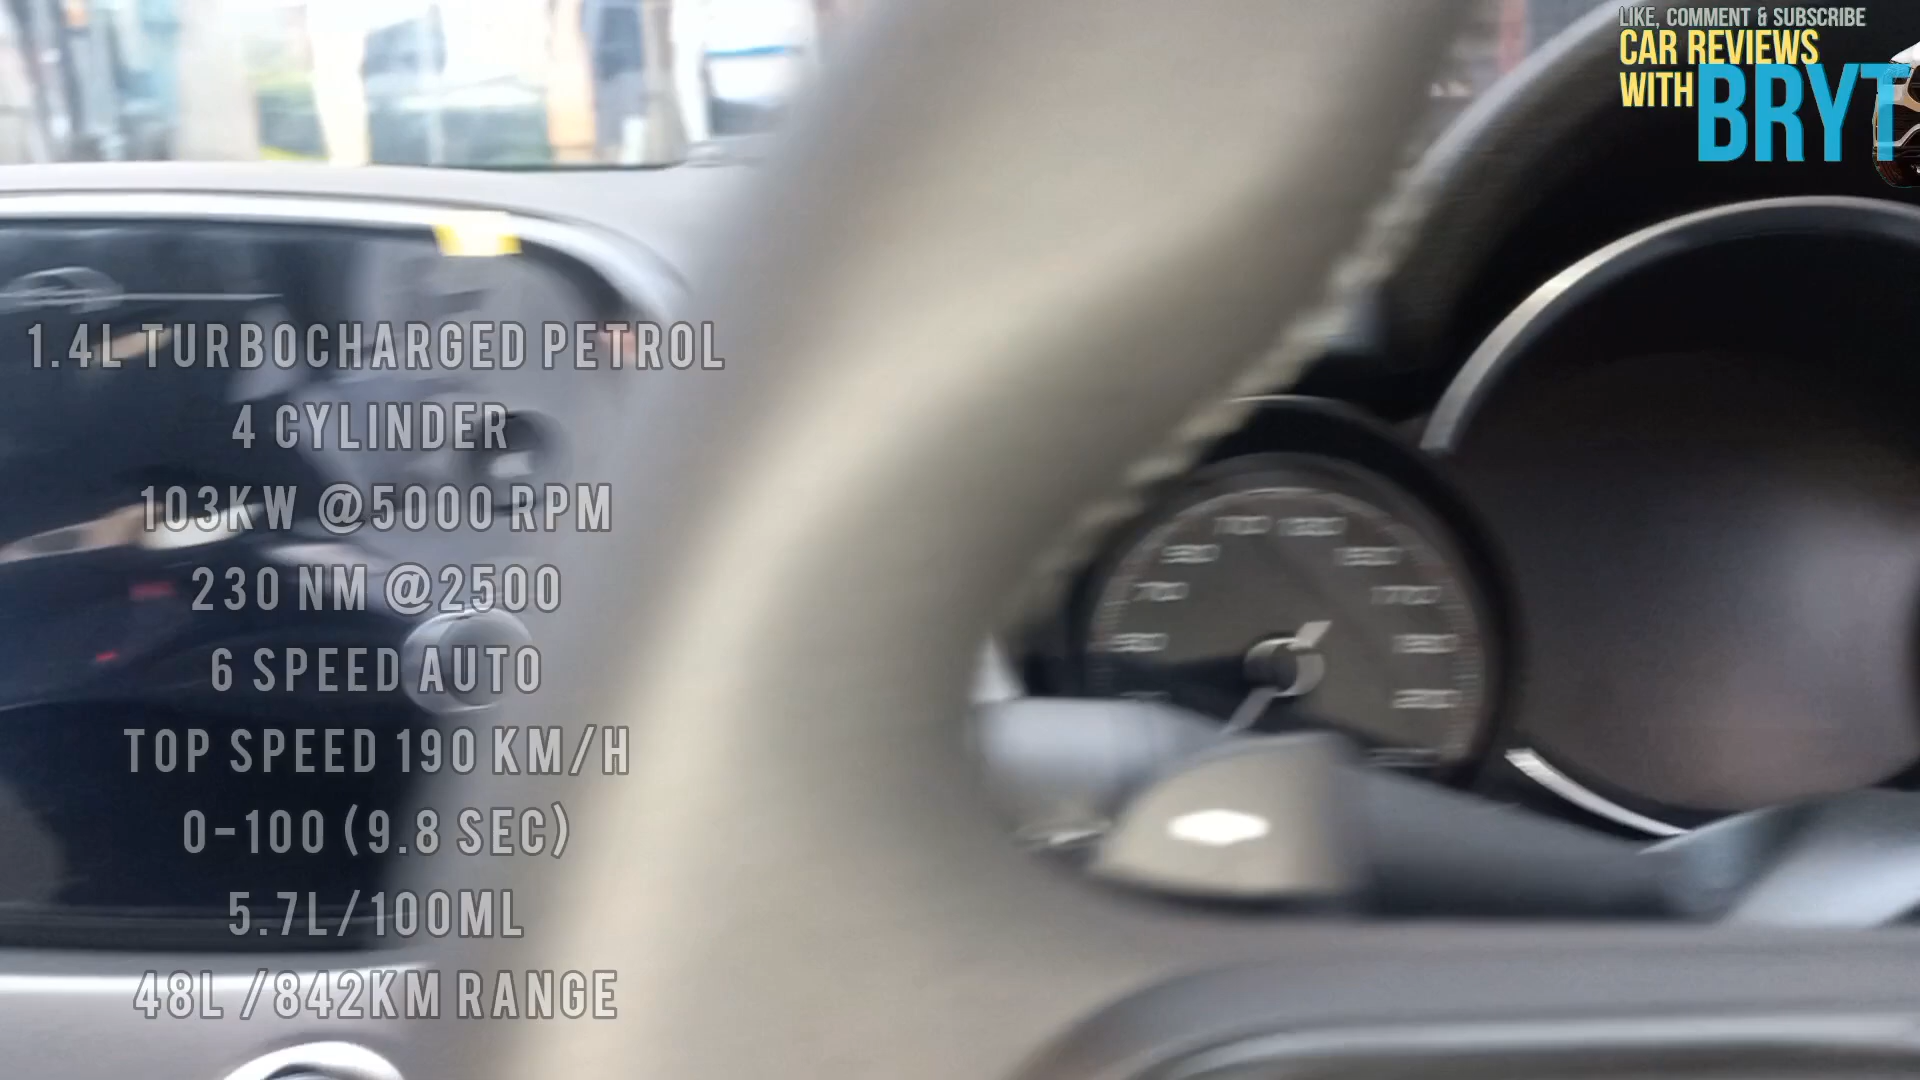 LIKE, COMMENT & SUBSCRIBE
CAR REVIEWS
WITH BRYT
1.4L TURBOCHARGED PETROL
4 CYLINDER
103KW @5000 RPM
230 NM @2500
6 SPEED AUTO
TOP SPEED 190 KM/H
0-100 (9.8 SEC)
5.7L/100ML
48L /842KM RANGE